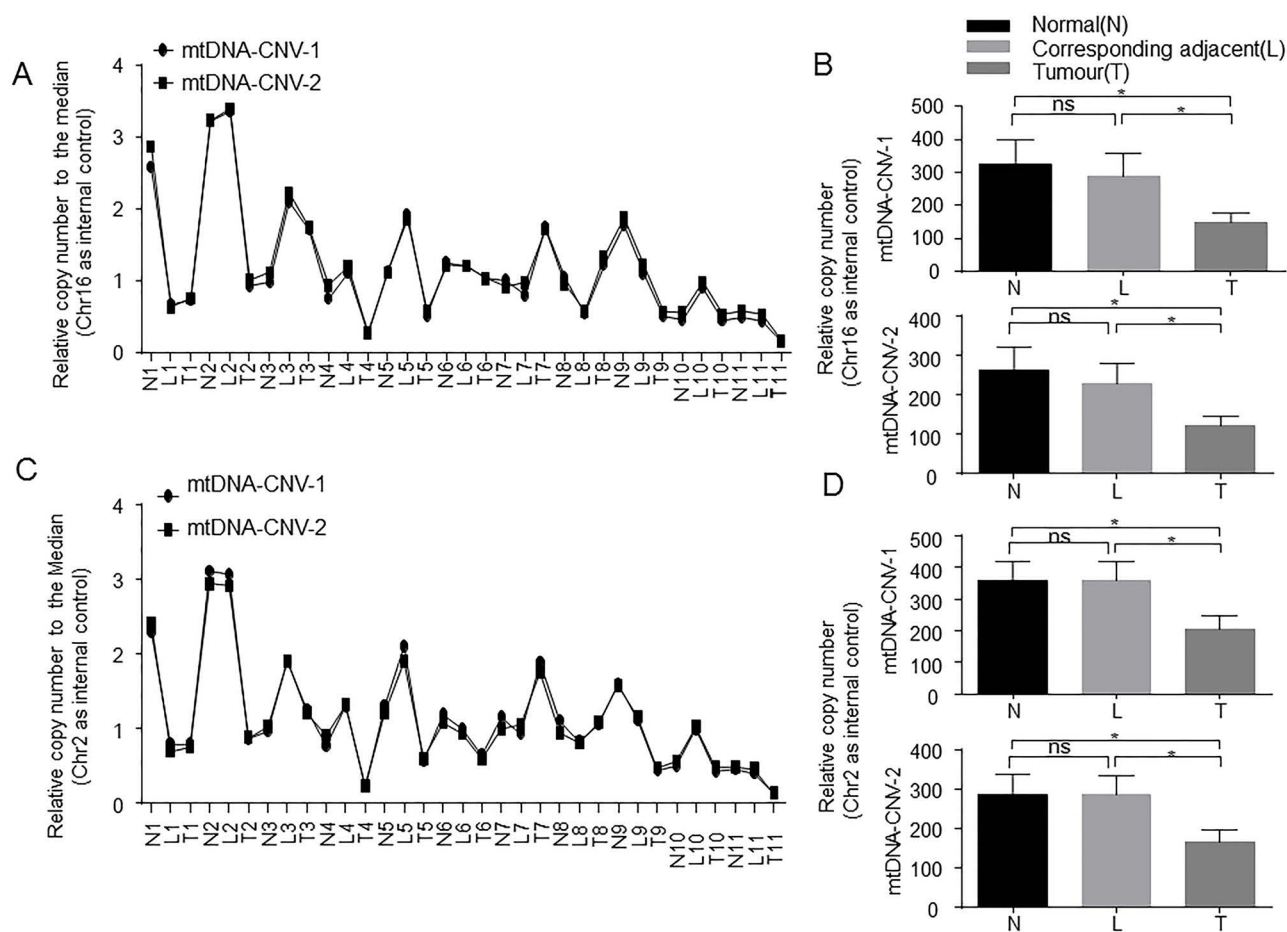 A
mtDNA-CNV-1
mtDNA-CNV-2
Relative copy number to the median
(Chr16 as internal control)
4
3
2
1
0
N1 L1 T1 N2 L2 T2 N3 L3 T3 N4 L4 T4 N5 L5 T5 N6 L6 T6 N7 L7 T7 N8 L8 T8 N9 L9 T9 N10 L10 T10 N11 L11 T11
B
Normal(N)
Corresponding adjacent(L)
Tumour(T)
Relative copy number
(Chr16 as internal control)
mtDNA-CNV-1
500
400
300
200
100
0
*
ns
*
N L T
mtDNA-CNV-2
400
300
200
100
0
*
ns
*
N L T
C
mtDNA-CNV-1
mtDNA-CNV-2
Relative copy number to the Median
(Chr2 as internal control)
4
3
2
1
0
N1 L1 T1 N2 L2 T2 N3 L3 T3 N4 L4 T4 N5 L5 T5 N6 L6 T6 N7 L7 T7 N8 L8 T8 N9 L9 T9 N10 L10 T10 N11 L11 T11
D
Relative copy number
(Chr2 as internal control)
mtDNA-CNV-1
500
400
300
200
100
0
*
ns
*
N L T
mtDNA-CNV-2
400
300
200
100
0
*
ns
*
N L T